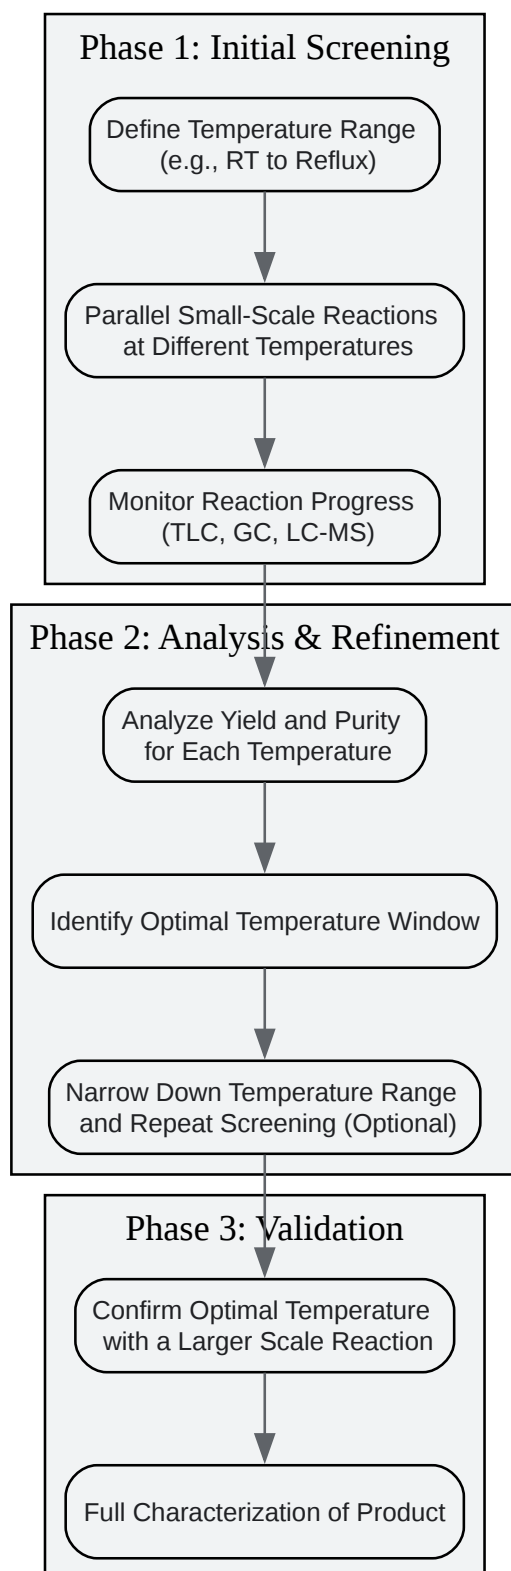 Phase 1: Initial Screening
Define Temperature Range
(e.g., RT to Reflux)
Parallel Small-Scale Reactions
at Different Temperatures
Monitor Reaction Progress
(TLC, GC, LC-MS)
Phase 2: Analysis & Refinement
Analyze Yield and Purity
for Each Temperature
Identify Optimal Temperature Window
Narrow Down Temperature Range
and Repeat Screening (Optional)
Phase 3: Validation
Confirm Optimal Temperature
with a Larger Scale Reaction
Full Characterization of Product